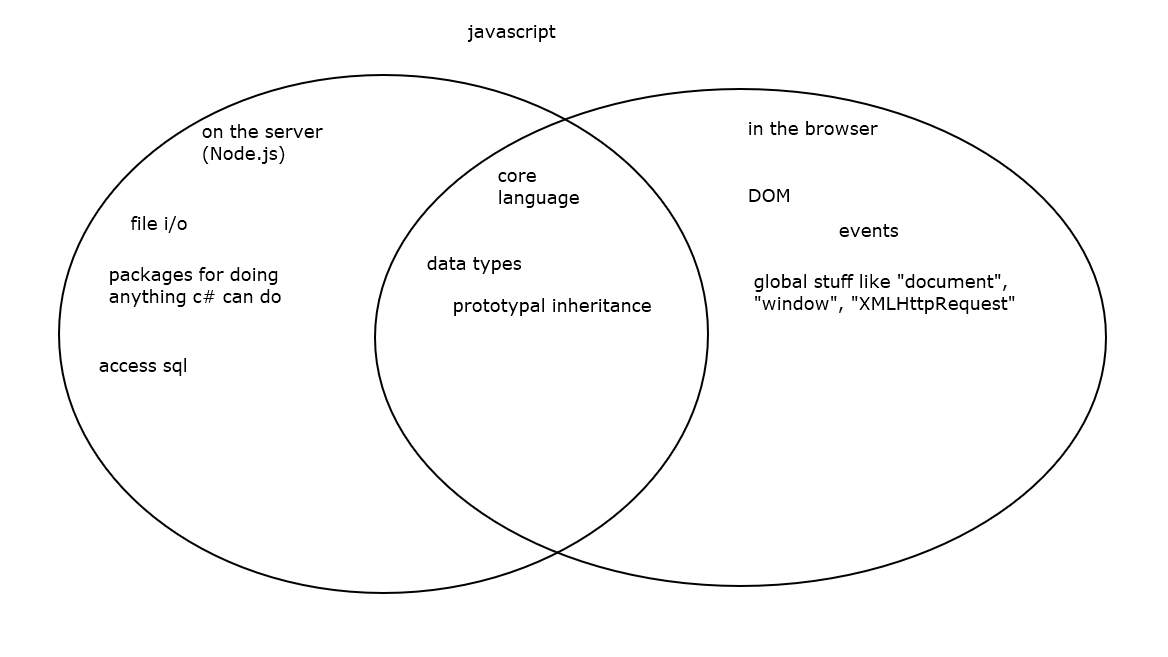 javascript
on the server
(Node.js)
file i/o
packages for doing
anything c# can do
access sql
core
language
data types
prototypal inheritance
in the browser
DOM
events
global stuff like "document",
"window", "XMLHttpRequest"